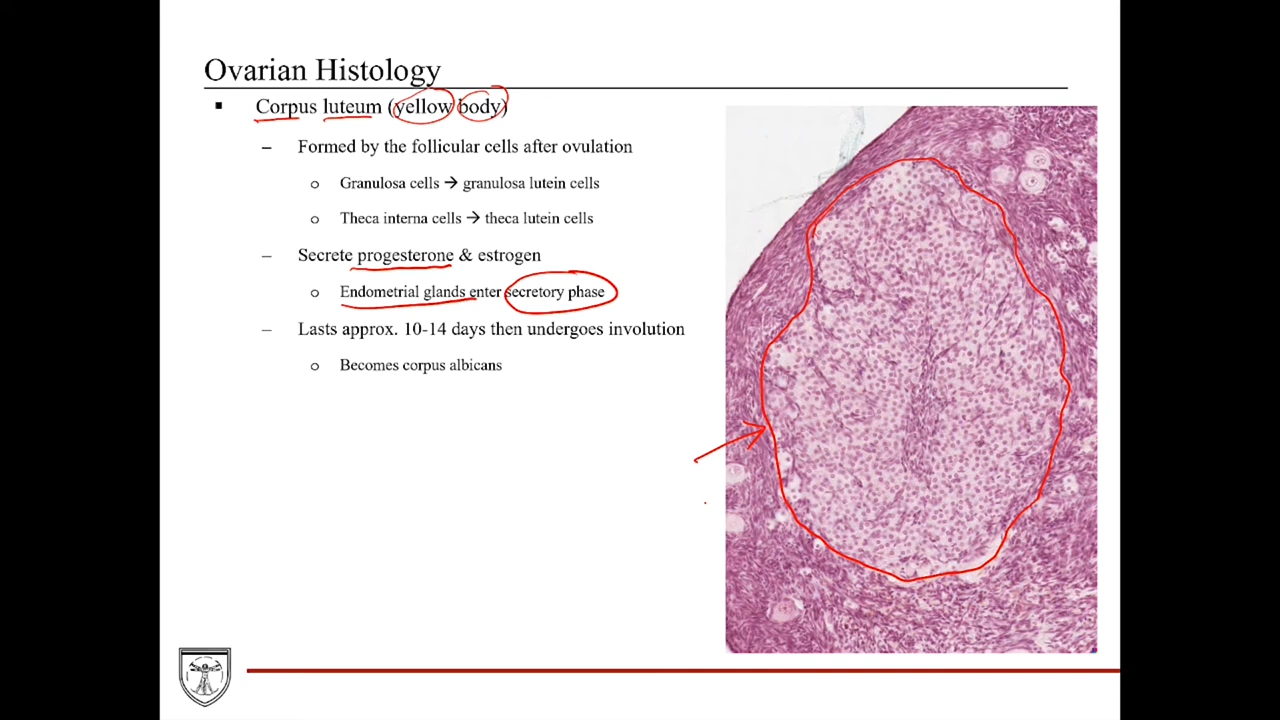 Ovarian Histology
▪ Corpus luteum (yellow body)
– Formed by the follicular cells after ovulation
o Granulosa cells → granulosa lutein cells
o Theca interna cells → theca lutein cells
– Secrete progesterone & estrogen
o Endometrial glands enter secretory phase
– Lasts approx. 10-14 days then undergoes involution
o Becomes corpus albicans